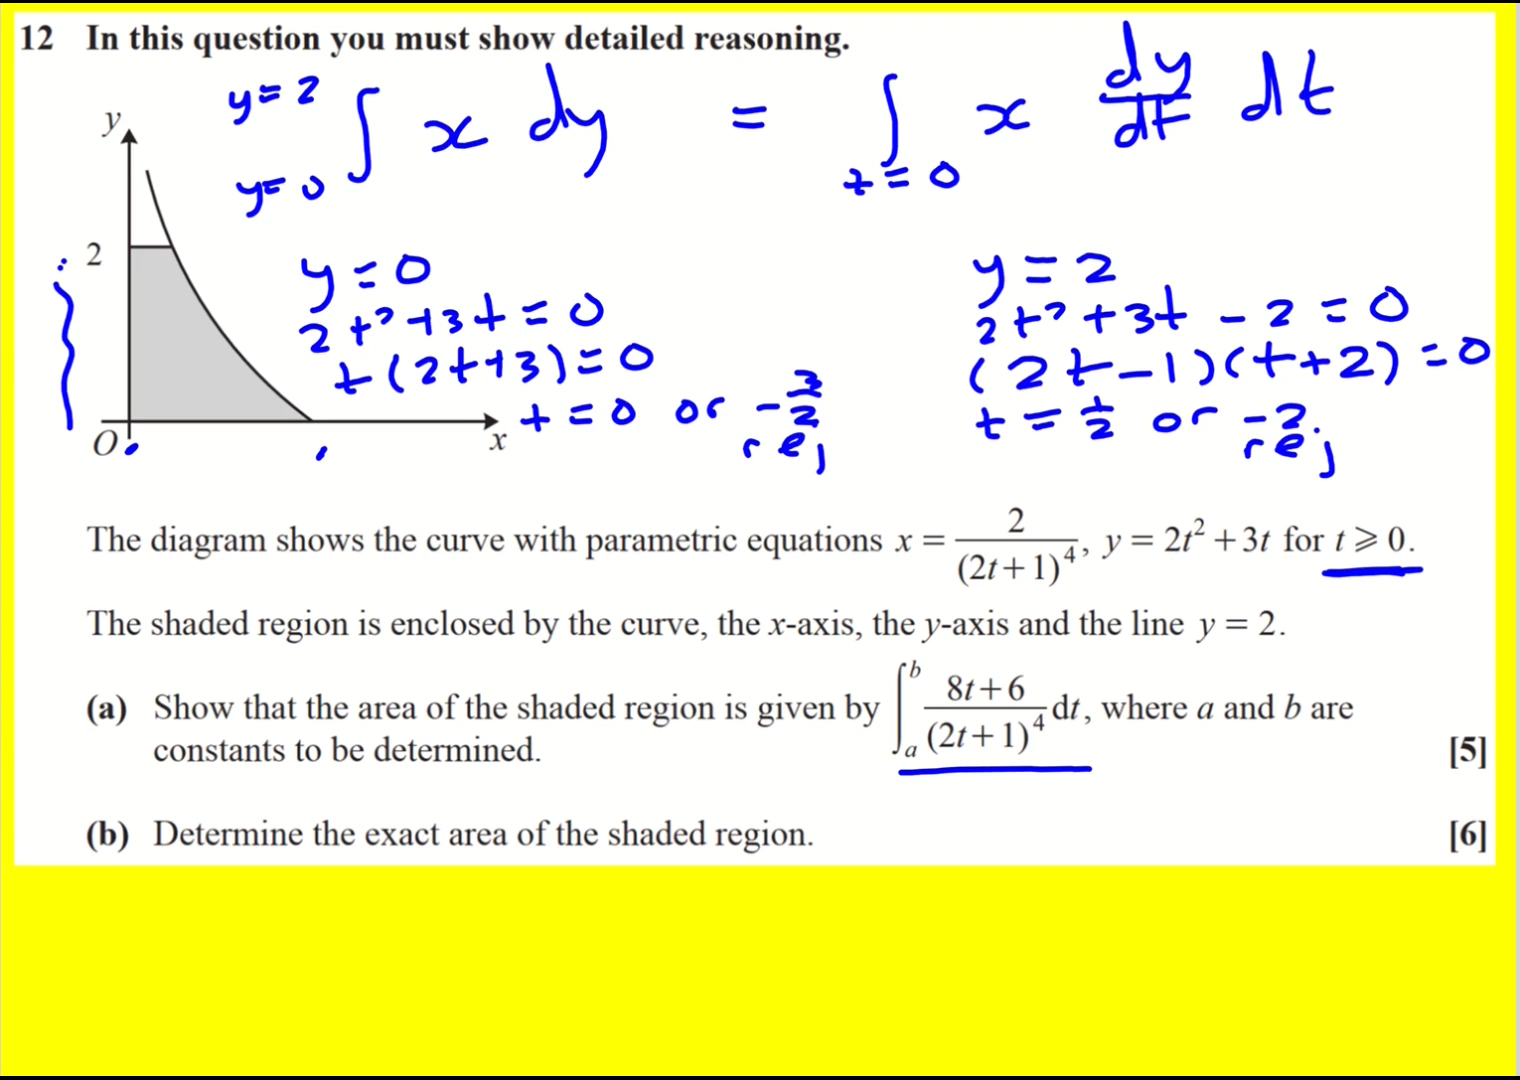 12 In this question you must show detailed reasoning.
y=2 ∫ x dy = ∫ x dy/dt dt
y=0 t=0
y
2
O
x
y=0
2t²+3t=0
t(2t+3)=0
t=0 or -3/2
rej
y=2
2t²+3t-2=0
(2t-1)(t+2)=0
t=1/2 or -2.
rej
The diagram shows the curve with parametric equations x = 2/(2t+1)⁴, y = 2t² + 3t for t ⩾ 0.
The shaded region is enclosed by the curve, the x-axis, the y-axis and the line y = 2.
(a) Show that the area of the shaded region is given by ∫ₐᵇ (8t+6)/(2t+1)⁴ dt, where a and b are
constants to be determined. [5]
(b) Determine the exact area of the shaded region. [6]